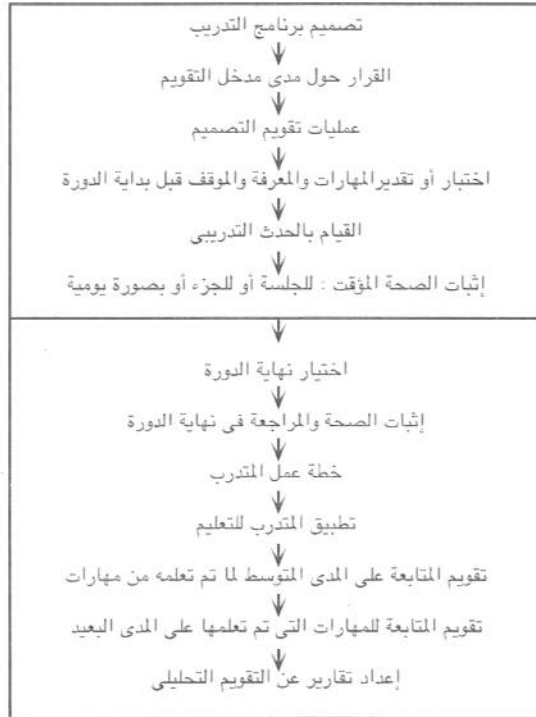 تصميم برنامج التدريب
القرار حول مدى مدخل التقويم
عمليات تقويم التصميم
اختبار أو تقدير المهارات والمعرفة والموقف قبل بداية الدورة
القيام بالحدث التدريبى
إثبات الصحة المؤقت : للجلسة أو للجزء أو بصورة يومية
اختيار نهاية الدورة
إثبات الصحة والمراجعة فى نهاية الدورة
خطة عمل المتدرب
تطبيق المتدرب للتعليم
تقويم المتابعة على المدى المتوسط لما تم تعلمه من مهارات
تقويم المتابعة للمهارات التى تم تعلمها على المدى البعيد
إعداد تقارير عن التقويم التحليلى